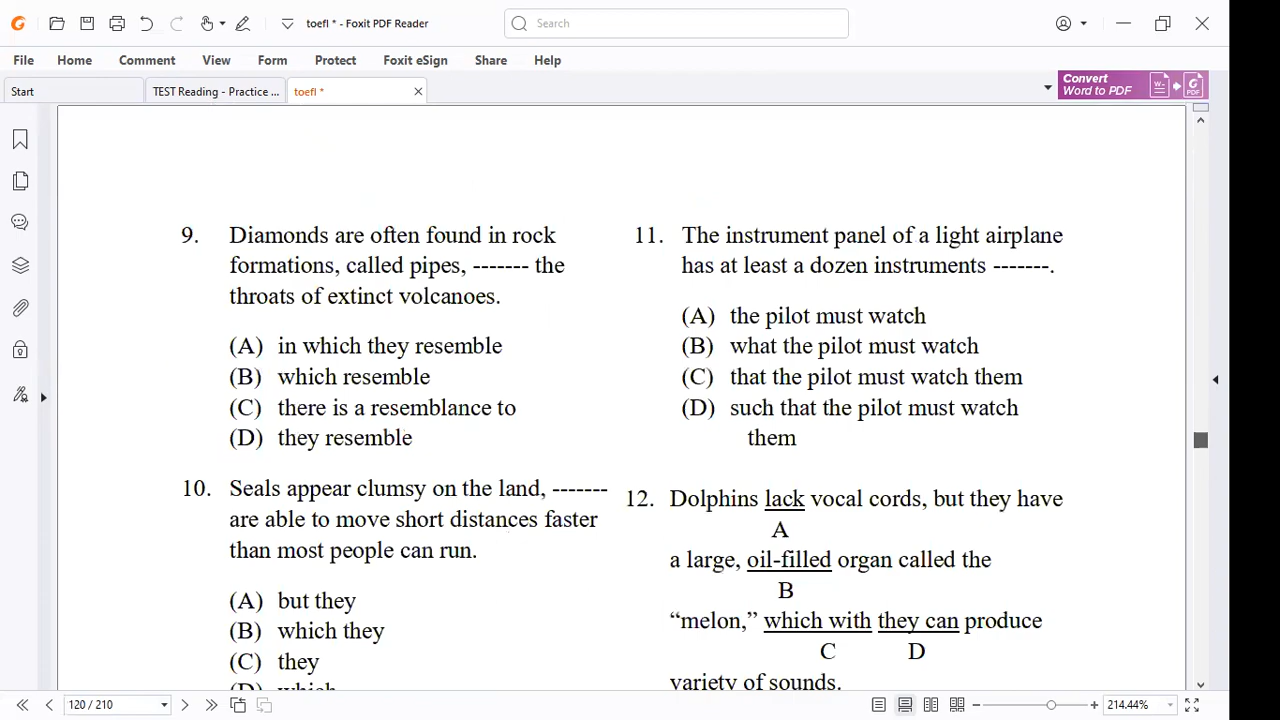 toefl * - Foxit PDF Reader
Search
File Home Comment View Form Protect Foxit eSign Share Help
Start
TEST Reading - Practice ...
toefl *
Convert
Word to PDF
9. Diamonds are often found in rock
formations, called pipes, ------- the
throats of extinct volcanoes.
(A) in which they resemble
(B) which resemble
(C) there is a resemblance to
(D) they resemble
10. Seals appear clumsy on the land, -------
are able to move short distances faster
than most people can run.
(A) but they
(B) which they
(C) they
(D) which
11. The instrument panel of a light airplane
has at least a dozen instruments -------.
(A) the pilot must watch
(B) what the pilot must watch
(C) that the pilot must watch them
(D) such that the pilot must watch
them
12. Dolphins lack vocal cords, but they have
A
a large, oil-filled organ called the
B
“melon,” which with they can produce
C D
variety of sounds.
120 / 210
214.44%